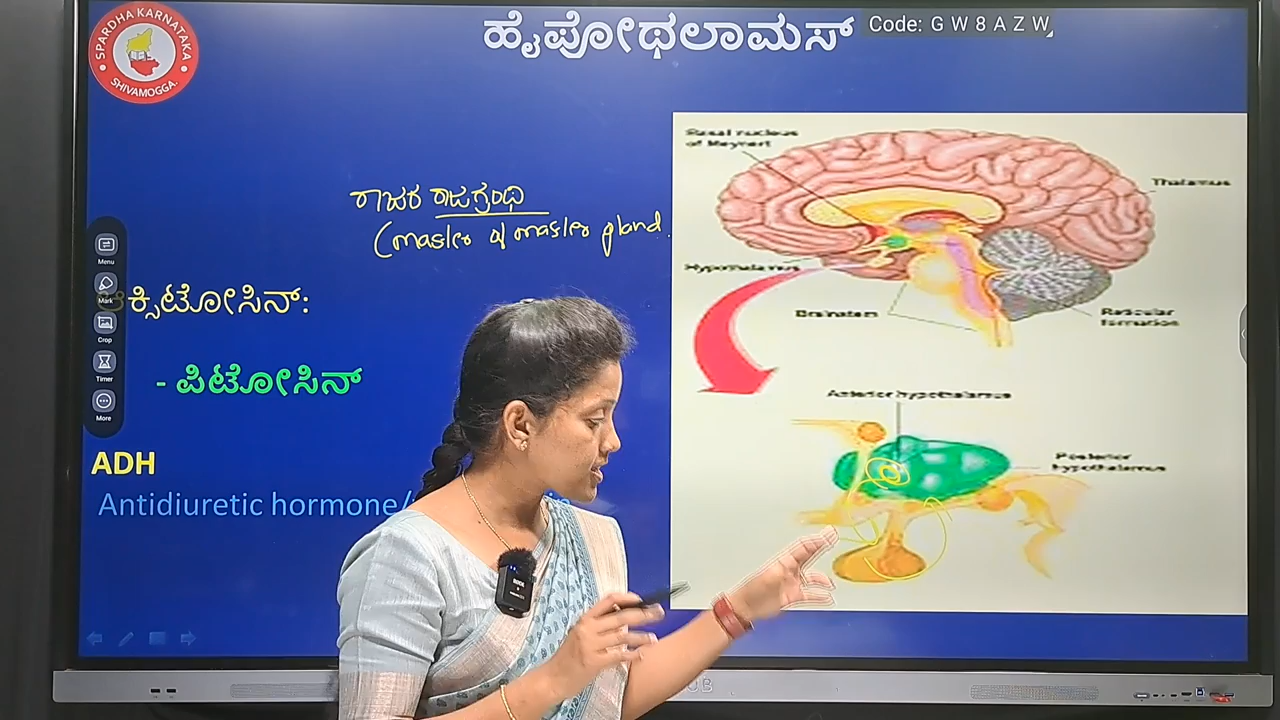 SPARDHA KARNATAKA
SHIVAMOGGA.
ಹೈಪೋಥಲಾಮಸ್
Code: G W 8 A Z W
ರಾಜರ ರಾಜಗ್ರಂಥಿ
(master of master gland.
Menu
Mark
Crop
Timer
More
ಕ್ಸಿಟೋಸಿನ್:
- ಪಿಟೋಸಿನ್
ADH
Antidiuretic hormone/
Basal nucleus
of Meynert
Thalamus
Hypothalamus
Brainstem
Reticular
formation
Anterior hypothalamus
Posterior
hypothalamus